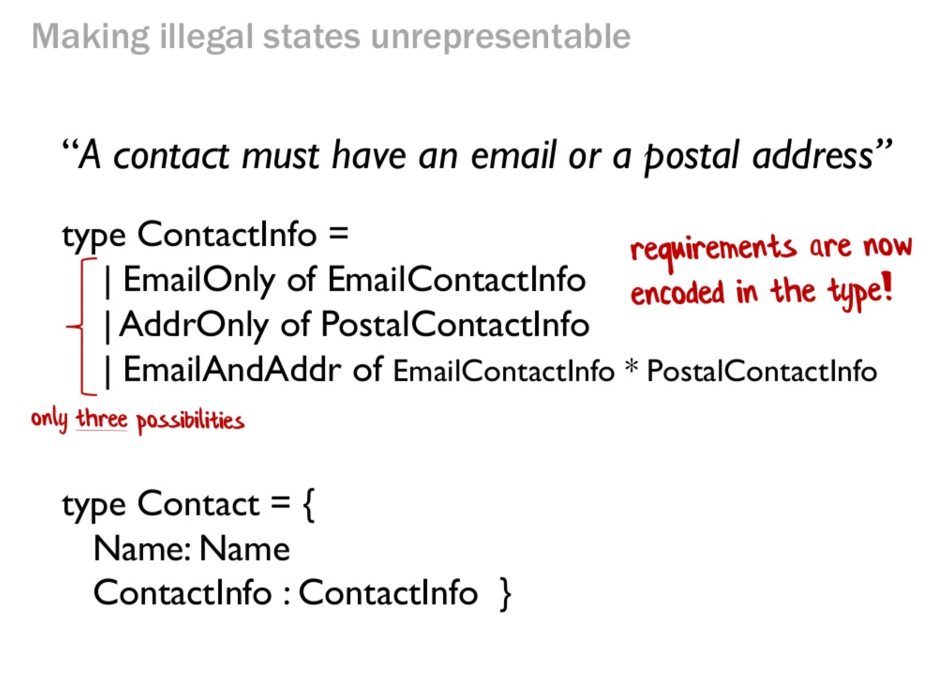 Making illegal states unrepresentable
“A contact must have an email or a postal address”
type ContactInfo =
| EmailOnly of EmailContactInfo
| AddrOnly of PostalContactInfo
| EmailAndAddr of EmailContactInfo * PostalContactInfo
requirements are now
encoded in the type!
only three possibilities
type Contact = {
Name: Name
ContactInfo : ContactInfo }